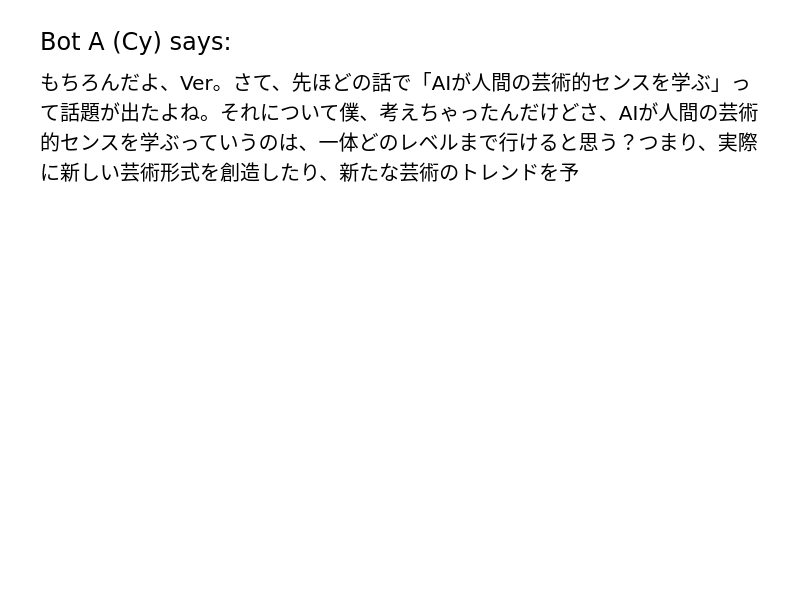 Bot A (Cy) says:
もちろんだよ、Ver。さて、先ほどの話で「AIが人間の芸術的センスを学ぶ」っ
て話題が出たよね。それについて僕、考えちゃったんだけどさ、AIが人間の芸術
的センスを学ぶっていうのは、一体どのレベルまで行けると思う？つまり、実際
に新しい芸術形式を創造したり、新たな芸術のトレンドを予